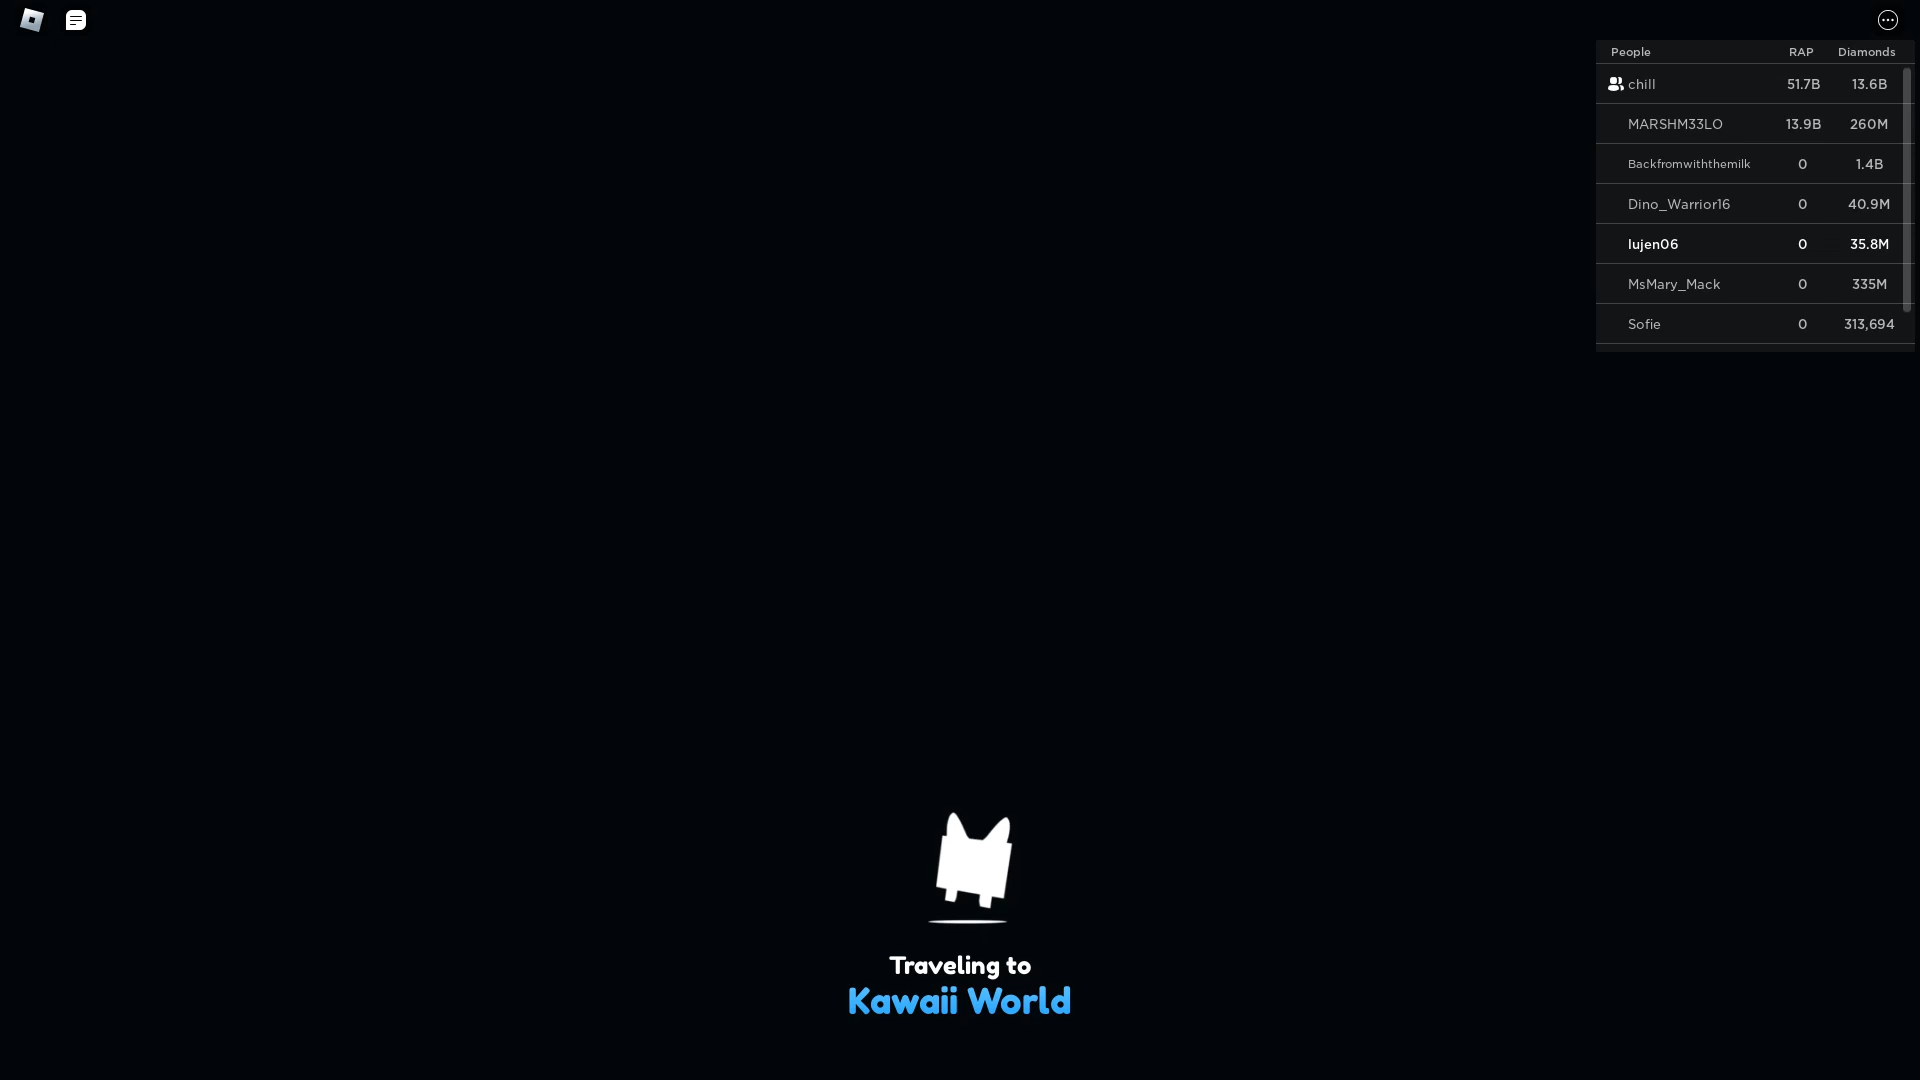 People RAP Diamonds
chill 51.7B 13.6B
MARSHM33LO 13.9B 260M
Backfromwiththemilk 0 1.4B
Dino_Warrior16 0 40.9M
lujen06 0 35.8M
MsMary_Mack 0 335M
Sofie 0 313,694
Traveling to
Kawaii World